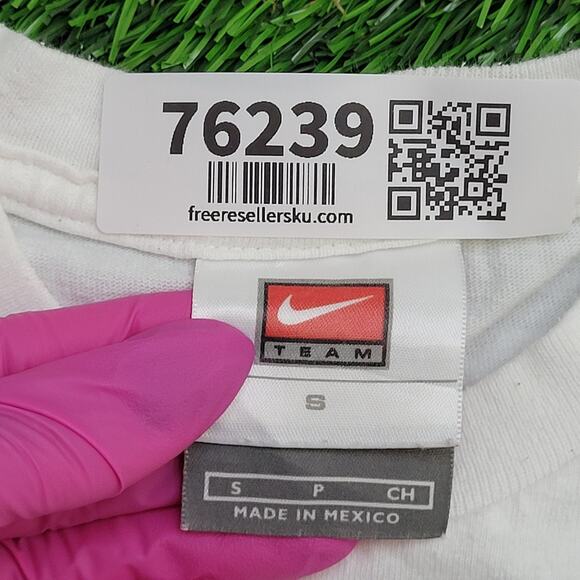 76239
freeresellersku.com
TEAM
S
S P CH
MADE IN MEXICO